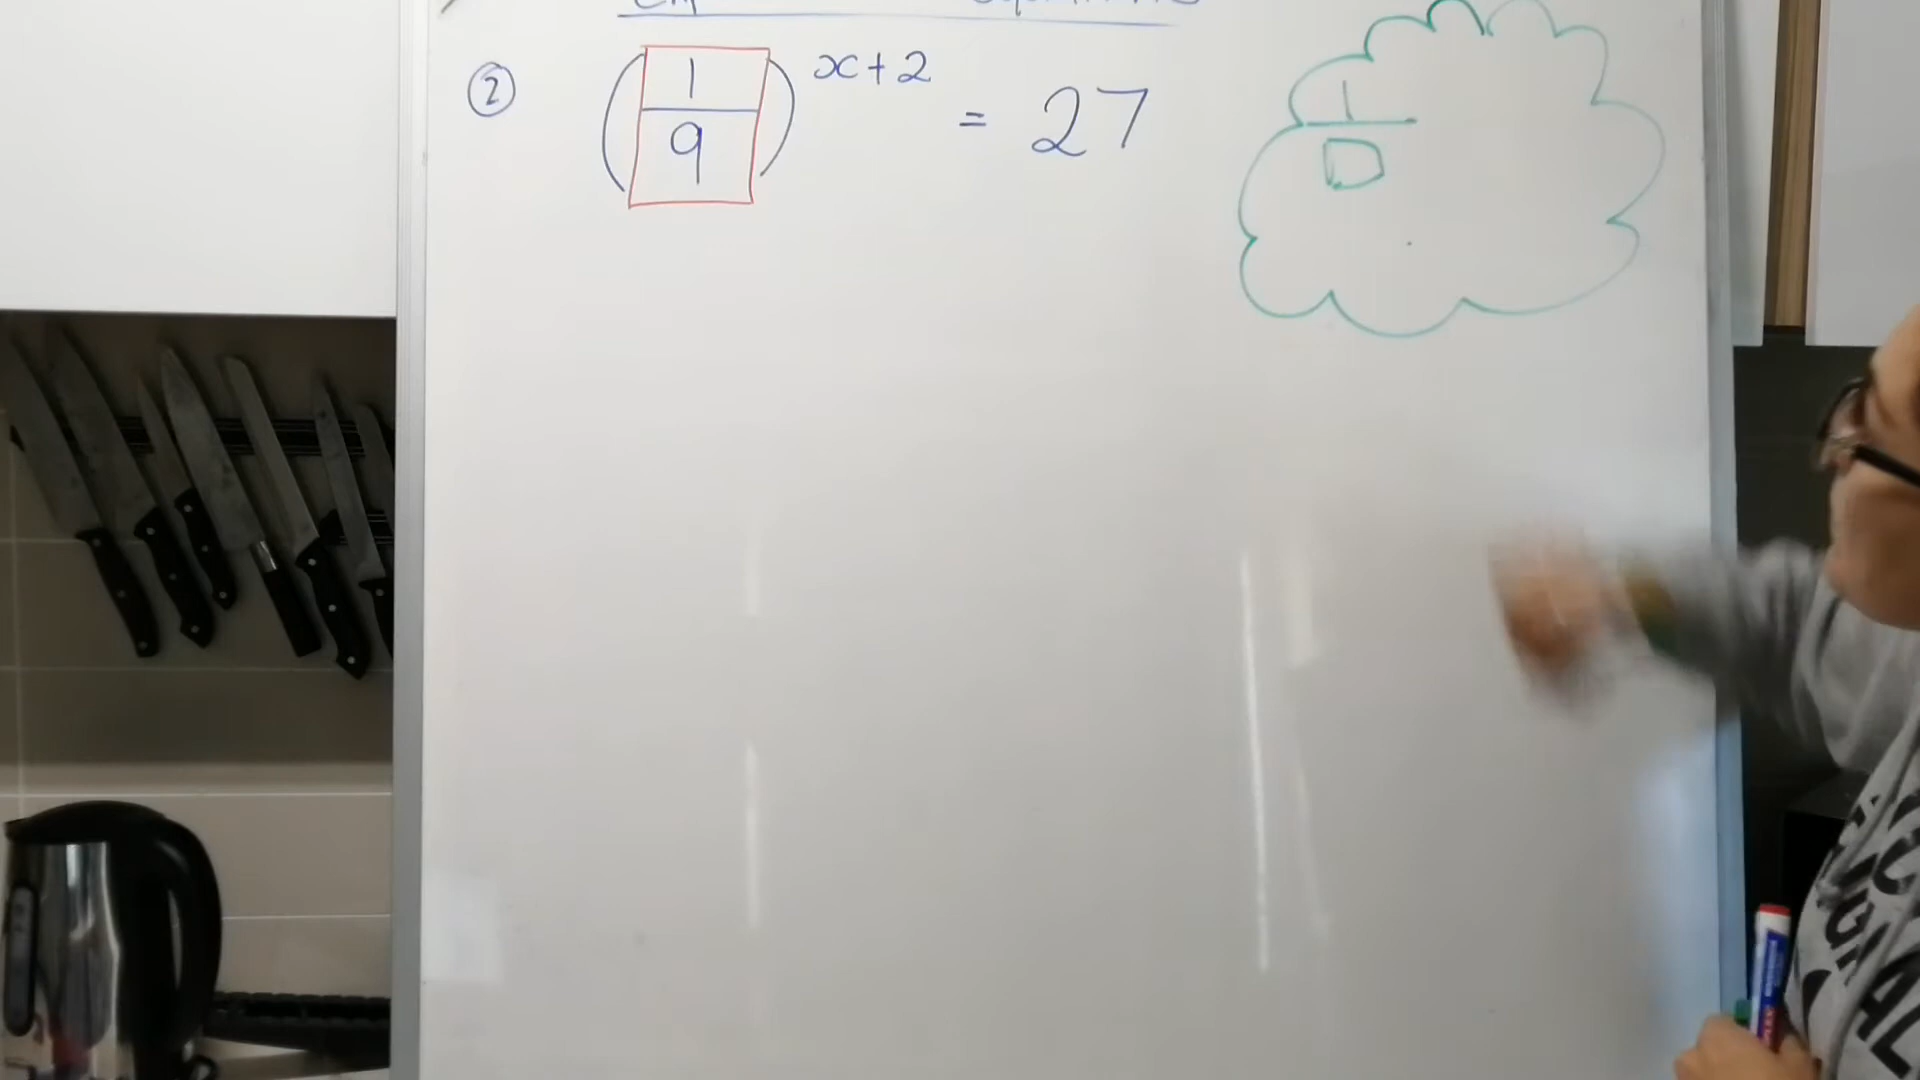 ② (1/9)^(x+2) = 27
1/□